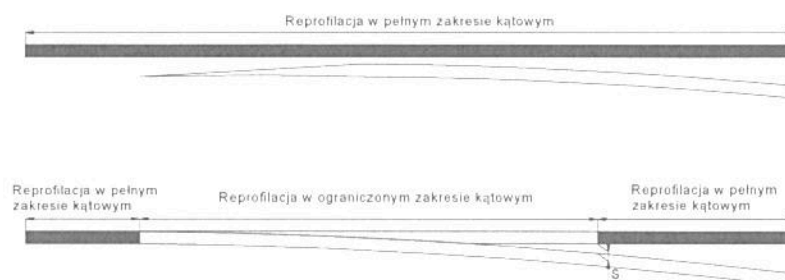 Reprofilacja w pełnym zakresie kątowym
Reprofilacja w pełnym
zakresie kątowym
Reprofilacja w ograniczonym zakresie kątowym
Reprofilacja w pełnym
zakresie kątowym
S